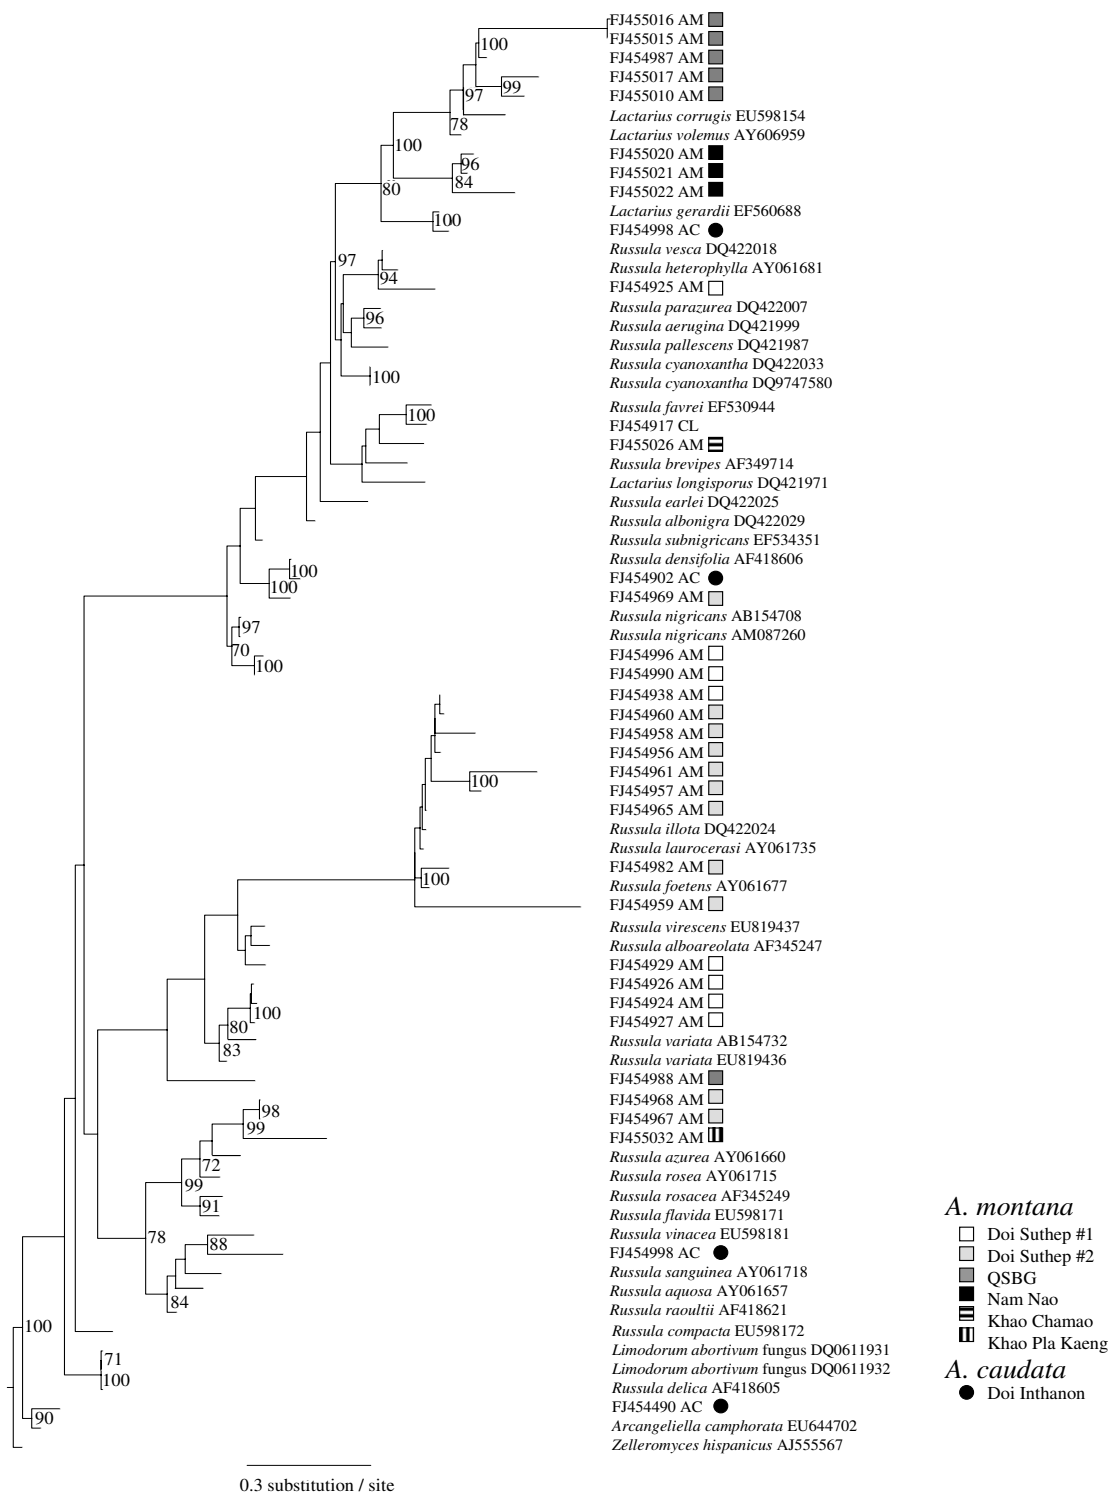 FJ455016 AM
FJ455015 AM
100
FJ454987 AM
FJ455017 AM
99
97
FJ455010 AM
Lactarius corrugis EU598154
78
Lactarius volemus AY606959
100
FJ455020 AM
96
FJ455021 AM
84
80
FJ455022 AM
Lactarius gerardii EF560688
100
FJ454998 AC
Russula vesca DQ422018
97
Russula heterophylla AY061681
94
FJ454925 AM
Russula parazurea DQ422007
96
Russula aerugina DQ421999
Russula pallescens DQ421987
Russula cyanoxantha DQ422033
100
Russula cyanoxantha DQ9747580
Russula favrei EF530944
100
FJ454917 CL
FJ455026 AM
Russula brevipes AF349714
Lactarius longisporus DQ421971
Russula earlei DQ422025
Russula albonigra DQ422029
Russula subnigricans EF534351
Russula densifolia AF418606
100
FJ454902 AC
100
FJ454969 AM
Russula nigricans AB154708
97
Russula nigricans AM087260
70
FJ454996 AM
100
FJ454990 AM
FJ454938 AM
FJ454960 AM
FJ454958 AM
FJ454956 AM
FJ454961 AM
100
FJ454957 AM
FJ454965 AM
Russula illota DQ422024
Russula laurocerasi AY061735
FJ454982 AM
100
Russula foetens AY061677
FJ454959 AM
Russula virescens EU819437
Russula alboareolata AF345247
FJ454929 AM
FJ454926 AM
FJ454924 AM
100
FJ454927 AM
80
Russula variata AB154732
83
Russula variata EU819436
FJ454988 AM
FJ454968 AM
98
FJ454967 AM
99
FJ455032 AM
Russula azurea AY061660
72
Russula rosea AY061715
99
Russula rosacea AF345249
91
Russula flavida EU598171
Russula vinacea EU598181
78
88
FJ454998 AC
Russula sanguinea AY061718
Russula aquosa AY061657
84
Russula raoultii AF418621
100
Russula compacta EU598172
Limodorum abortivum fungus DQ0611931
71
Limodorum abortivum fungus DQ0611932
100
Russula delica AF418605
FJ454490 AC
90
Arcangeliella camphorata EU644702
Zelleromyces hispanicus AJ555567
0.3 substitution / site
A. montana
Doi Suthep #1
Doi Suthep #2
QSBG
Nam Nao
Khao Chamao
Khao Pla Kaeng
A. caudata
Doi Inthanon